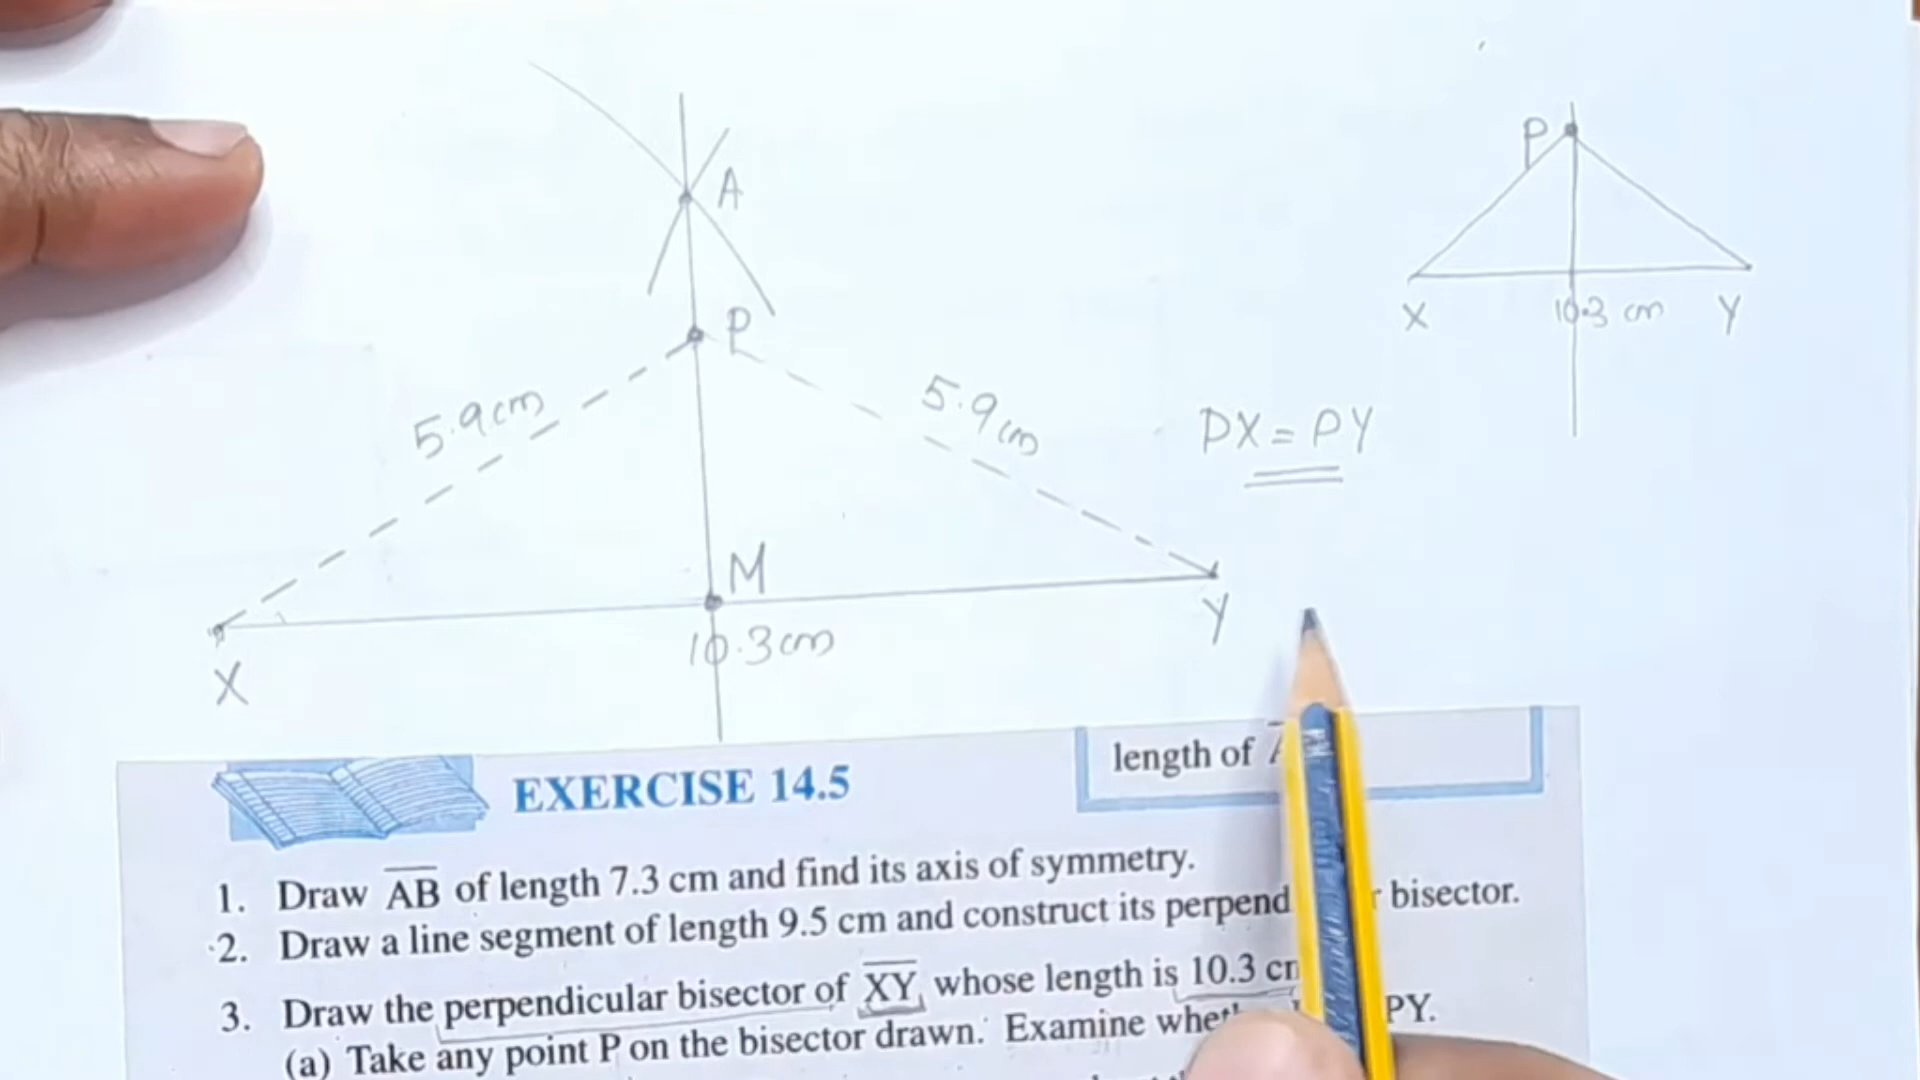 A
P
P
X
10.3 cm
Y
5.9cm
5.9cm
PX = PY
M
10.3cm
X
Y
length of
EXERCISE 14.5
1. Draw AB of length 7.3 cm and find its axis of symmetry.
2. Draw a line segment of length 9.5 cm and construct its bisector.
3. Draw the perpendicular bisector of XY whose length is 10.3
(a) Take any point P on the bisector drawn. Examine PY.